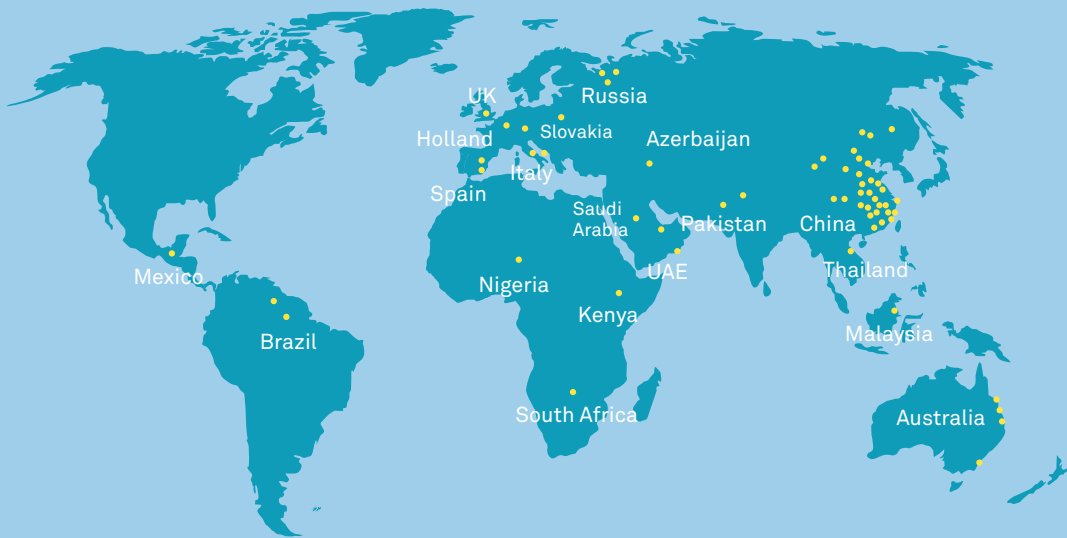 UK
Russia
Holland
Slovakia
Azerbaijan
Italy
Spain
Saudi
Arabia
Pakistan
China
Mexico
Nigeria
UAE
Thailand
Kenya
Brazil
Malaysia
South Africa
Australia